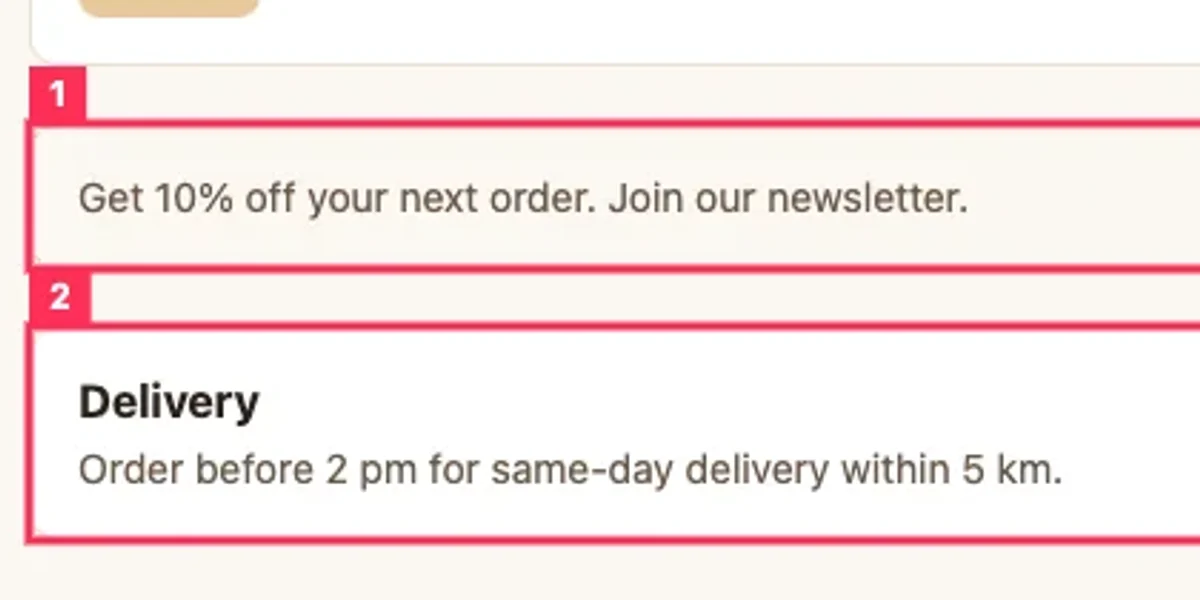 1
Get 10% off your next order. Join our newsletter.
2
Delivery
Order before 2 pm for same-day delivery within 5 km.